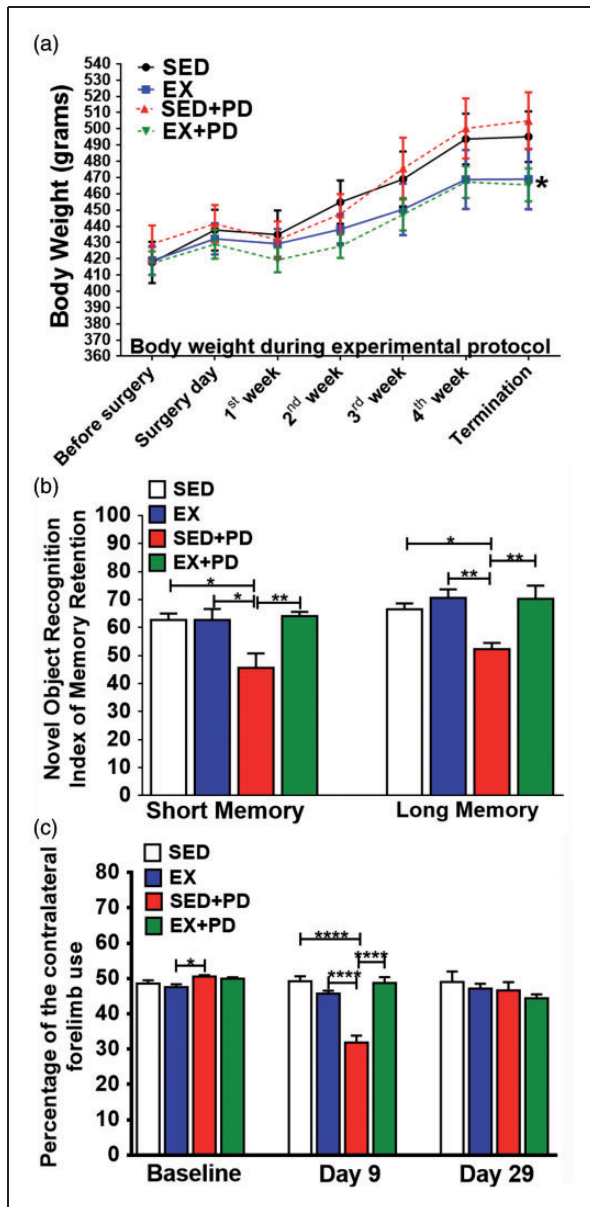 (a)
540
530
520
510
500
490
480
470
460
450
440
430
420
410
400
390
380
370
360
Body Weight (grams)
SED
EX
SED+PD
EX+PD
*
Body weight during experimental protocol
Before surgery
Surgery day
1st week
2nd week
3rd week
4th week
Termination
(b)
SED
EX
SED+PD
EX+PD
Novel Object Recognition
Index of Memory Retention
100
90
80
70
60
50
40
30
20
10
0
*
*
**
*
**
**
Short Memory
Long Memory
(c)
SED
EX
SED+PD
EX+PD
Percentage of the contralateral
forelimb use
80
70
60
50
40
30
20
10
0
*
****
****
****
Baseline
Day 9
Day 29